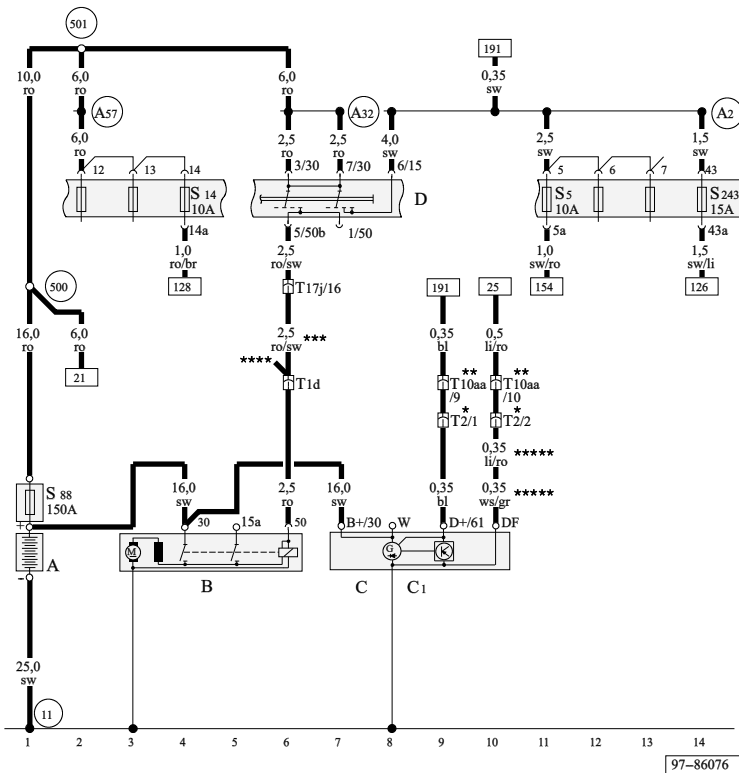 501
191
10,0
ro
6,0
ro
6,0
ro
0,35
sw
A57
A32
A2
6,0
ro
2,5
ro
2,5
ro
4,0
sw
2,5
sw
1,5
sw
3/30
7/30
6/15
12
13
14
5
6
7
43
S 14
10A
D
S5
10A
S 243
15A
14a
5/50b
1/50
5a
43a
1,0
ro/br
2,5
ro/sw
1,0
sw/ro
1,5
sw/li
128
T17j/16
191
25
154
126
500
16,0
ro
6,0
ro
2,5
ro/sw
***
0,35
bl
0,5
li/ro
****
21
T1d
**
T10aa
/9
**
T10aa
/10
*
T2/1
*
T2/2
0,35
li/ro
*****
S 88
150A
16,0
sw
2,5
ro
16,0
sw
0,35
bl
0,35
ws/gr
*****
+
30
15a
50
B+/30
W
D+/61
DF
A
M
G
-
B
C
C1
25,0
sw
11
1
2
3
4
5
6
7
8
9
10
11
12
13
14
97-86076